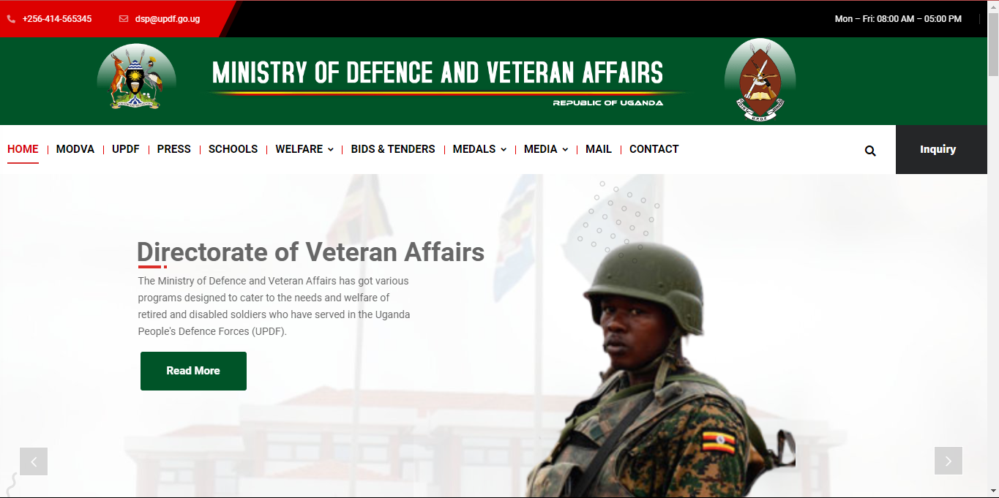 +256-414-565345
dsp@updf.go.ug
Mon – Fri: 08:00 AM – 05:00 PM
MINISTRY OF DEFENCE AND VETERAN AFFAIRS
REPUBLIC OF UGANDA
U.P.D.F
HOME
MODVA
UPDF
PRESS
SCHOOLS
WELFARE
BIDS & TENDERS
MEDALS
MEDIA
MAIL
CONTACT
Inquiry
Directorate of Veteran Affairs
The Ministry of Defence and Veteran Affairs has got various
programs designed to cater to the needs and welfare of
retired and disabled soldiers who have served in the Uganda
People's Defence Forces (UPDF).
Read More